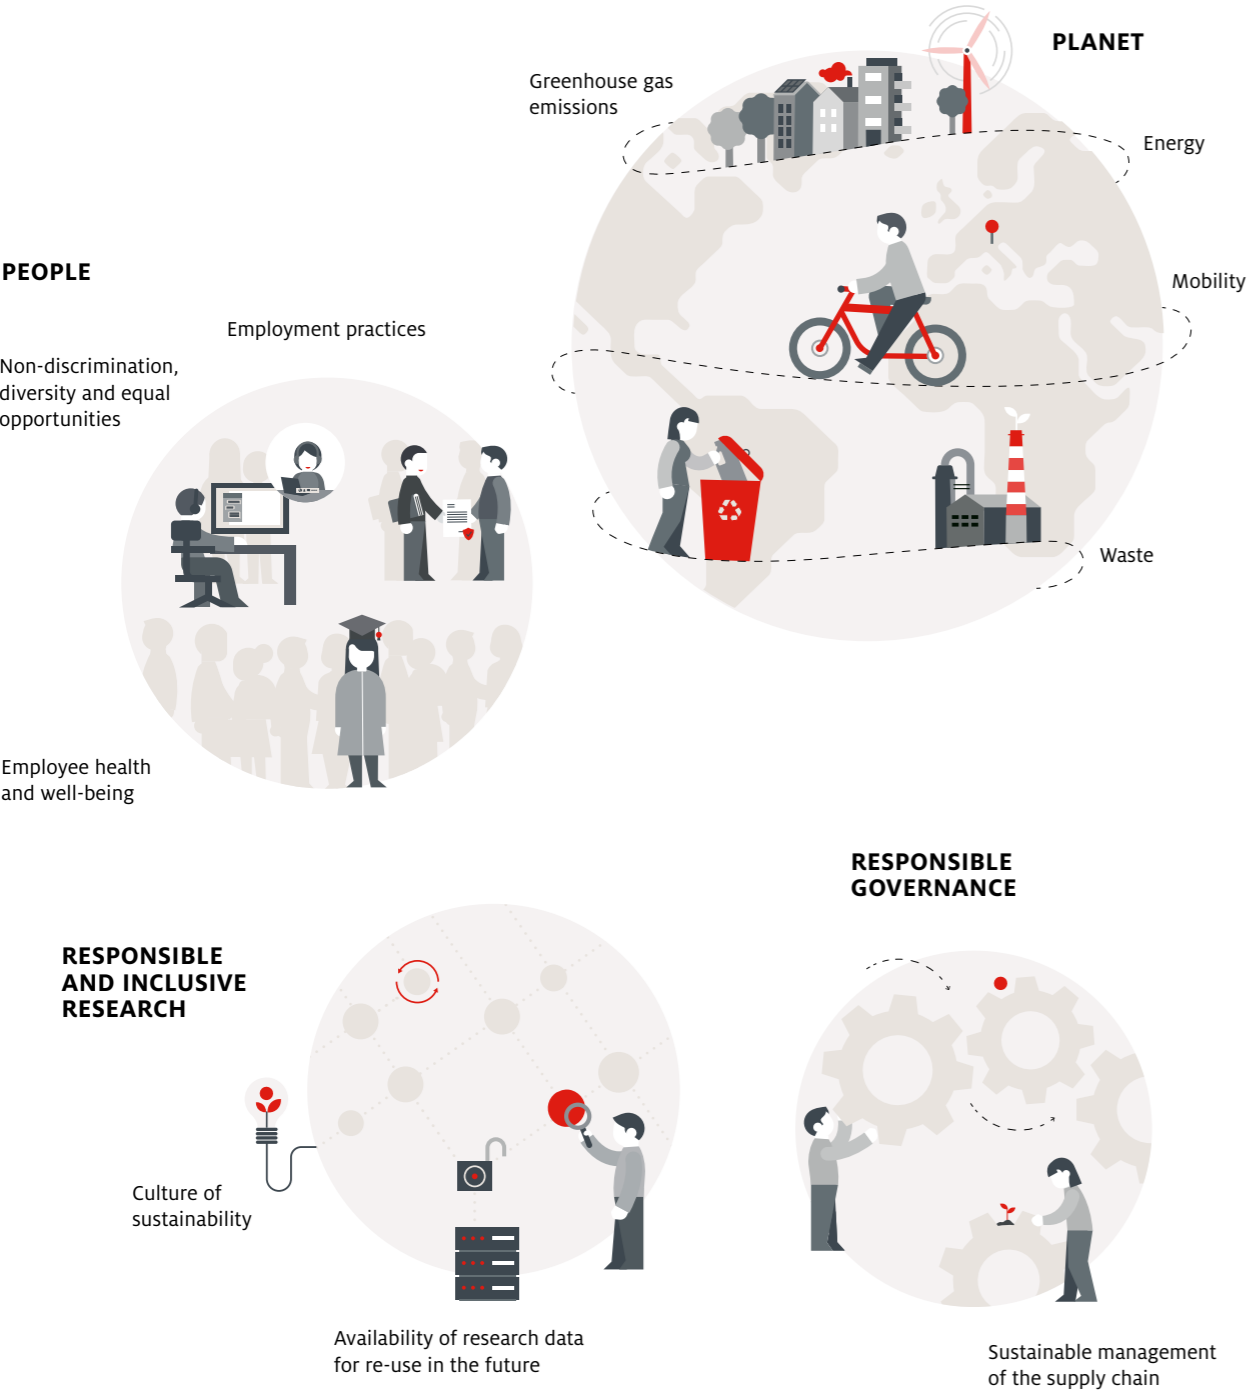 PLANET
Greenhouse gas
emissions
Energy
Mobility
Waste
PEOPLE
Employment practices
Non-discrimination,
diversity and equal
opportunities
Employee health
and well-being
RESPONSIBLE
GOVERNANCE
RESPONSIBLE
AND INCLUSIVE
RESEARCH
Culture of
sustainability
Availability of research data
for re-use in the future
Sustainable management
of the supply chain